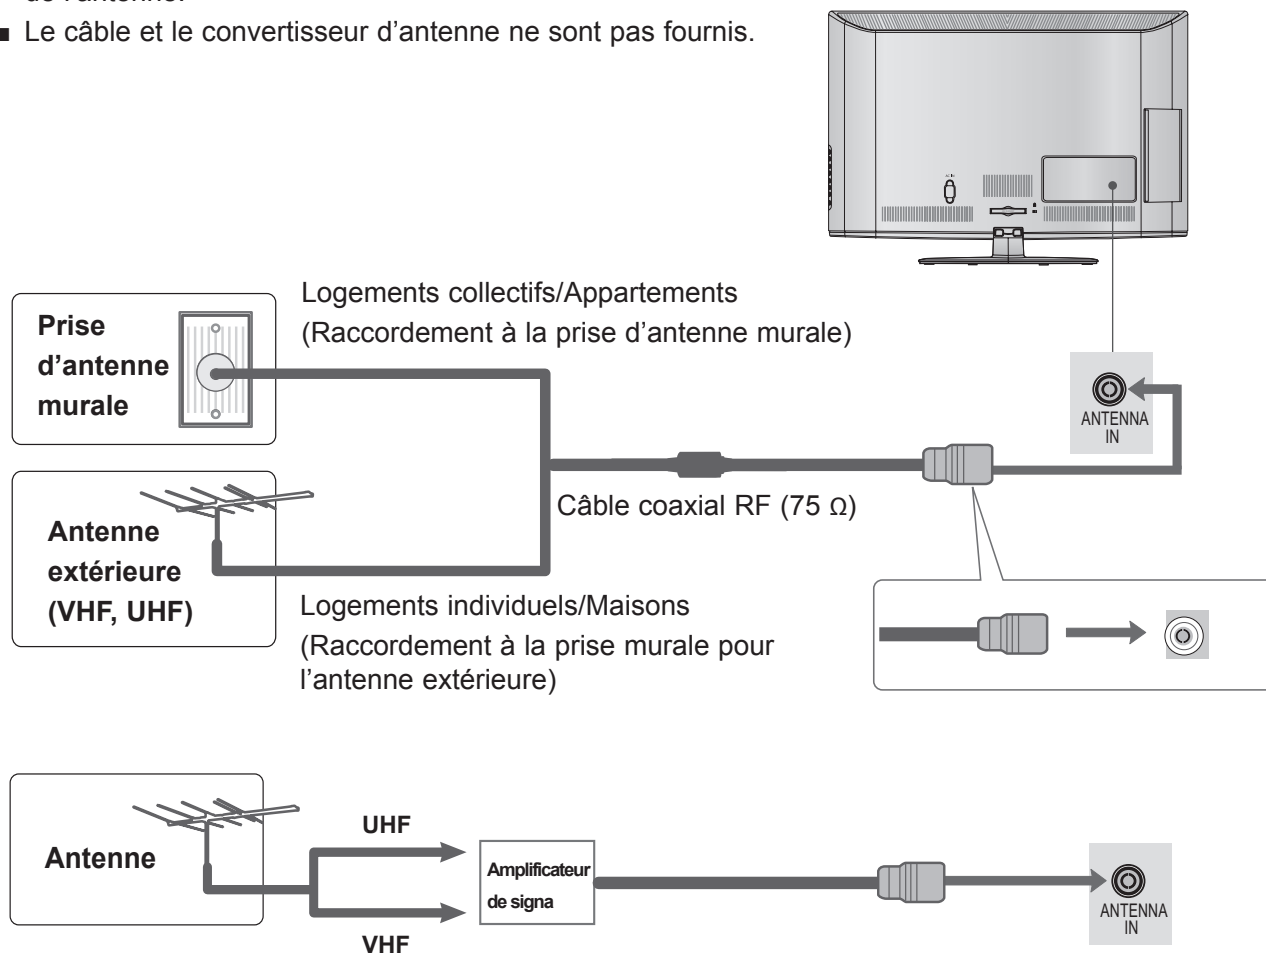 de l'antenne.
■ Le câble et le convertisseur d’antenne ne sont pas fournis.
Logements collectifs/Appartements
(Raccordement à la prise d’antenne murale)
Prise
d’antenne
murale
ANTENNA
IN
Câble coaxial RF (75 Ω)
Antenne
extérieure
(VHF, UHF)
Logements individuels/Maisons
(Raccordement à la prise murale pour
l’antenne extérieure)
Antenne
UHF
VHF
Amplificateur
de signa
ANTENNA
IN